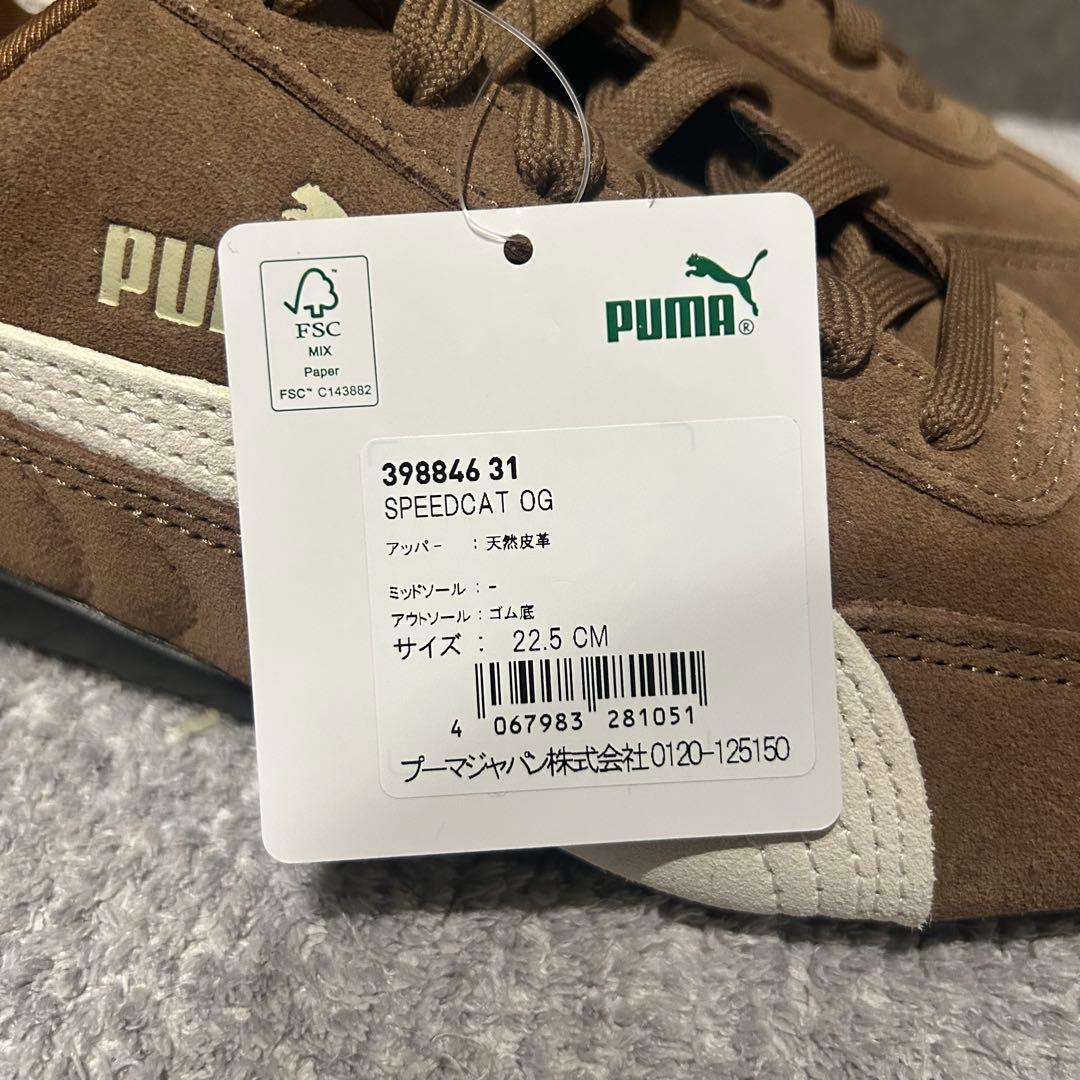 PU
FSC
MIX
Paper
FSC™ C143882
PUMA®
398846 31
SPEEDCAT OG
アッパー : 天然皮革
ミッドソール : -
アウトソール : ゴム底
サイズ : 22.5 CM
4 067983 281051
プーマジャパン株式会社0120-125150